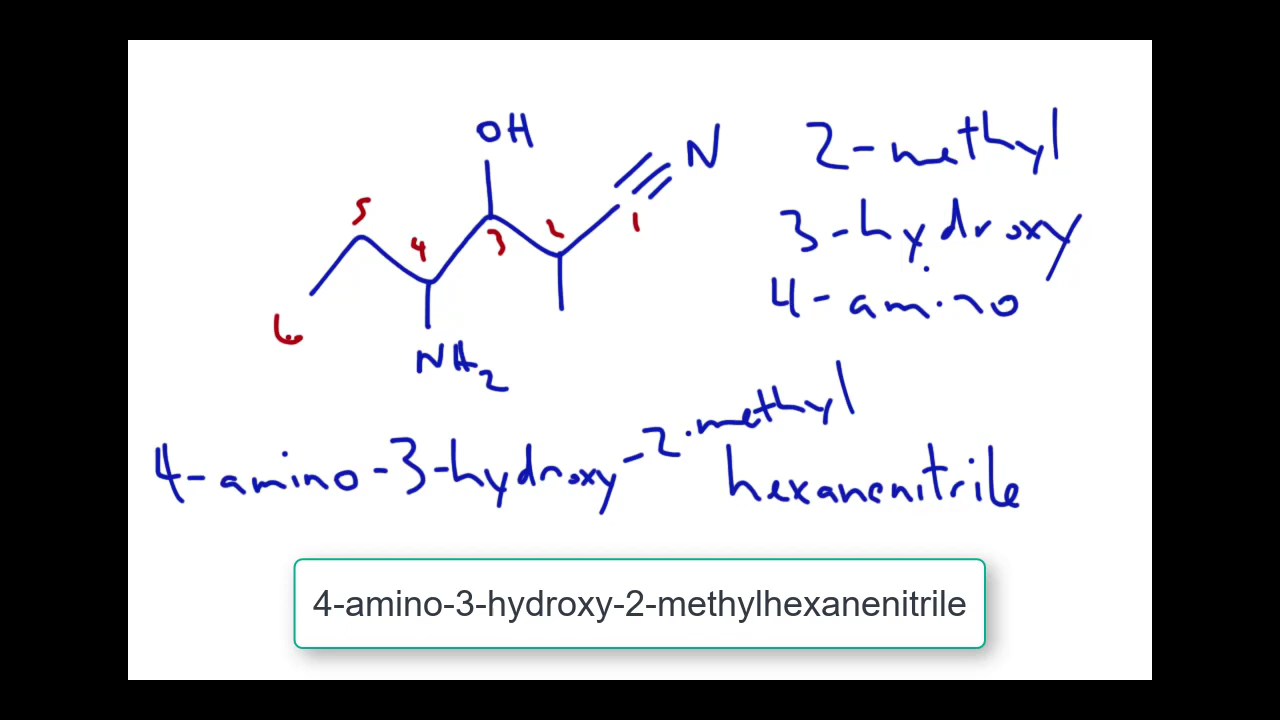 OH
N
5
4
3
2
1
6
NH2
2-methyl
3-hydroxy
4-amino
4-amino-3-hydroxy-2-methyl
hexanenitrile
4-amino-3-hydroxy-2-methylhexanenitrile